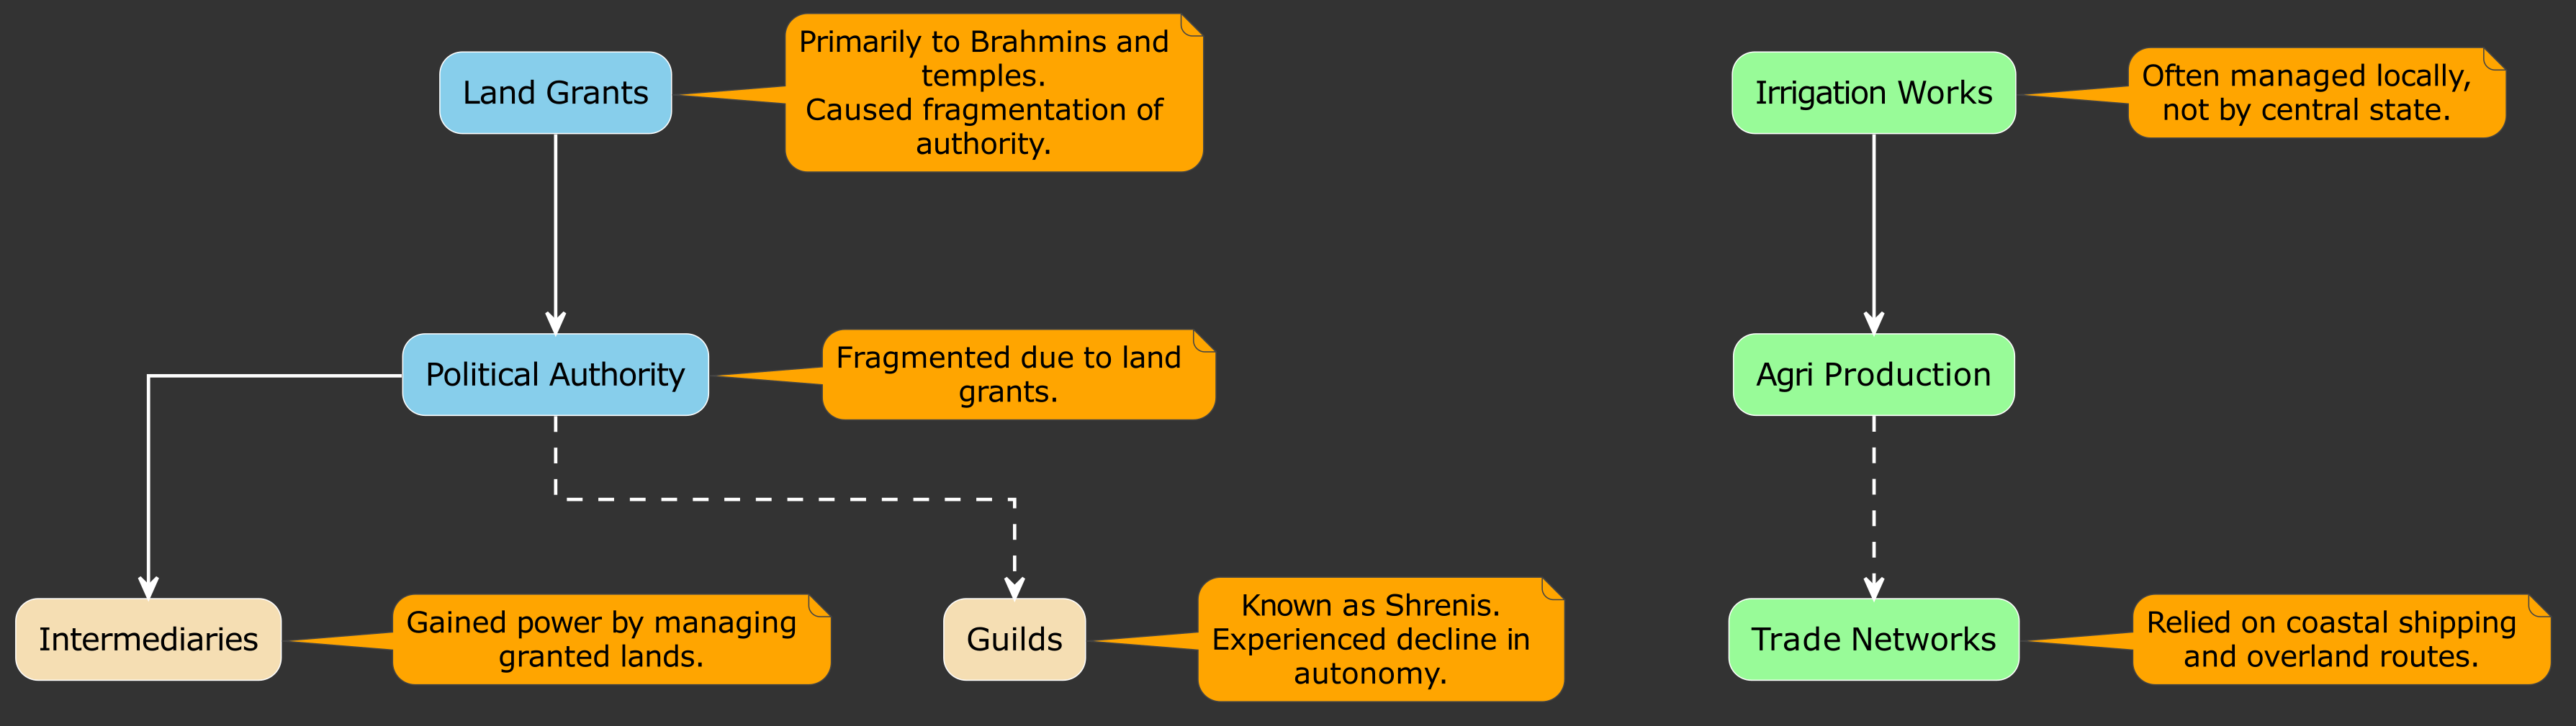 Land Grants
Primarily to Brahmins and
temples.
Caused fragmentation of
authority.
Irrigation Works
Often managed locally,
not by central state.
Political Authority
Fragmented due to land
grants.
Agri Production
Intermediaries
Gained power by managing
granted lands.
Guilds
Known as Shrenis.
Experienced decline in
autonomy.
Trade Networks
Relied on coastal shipping
and overland routes.